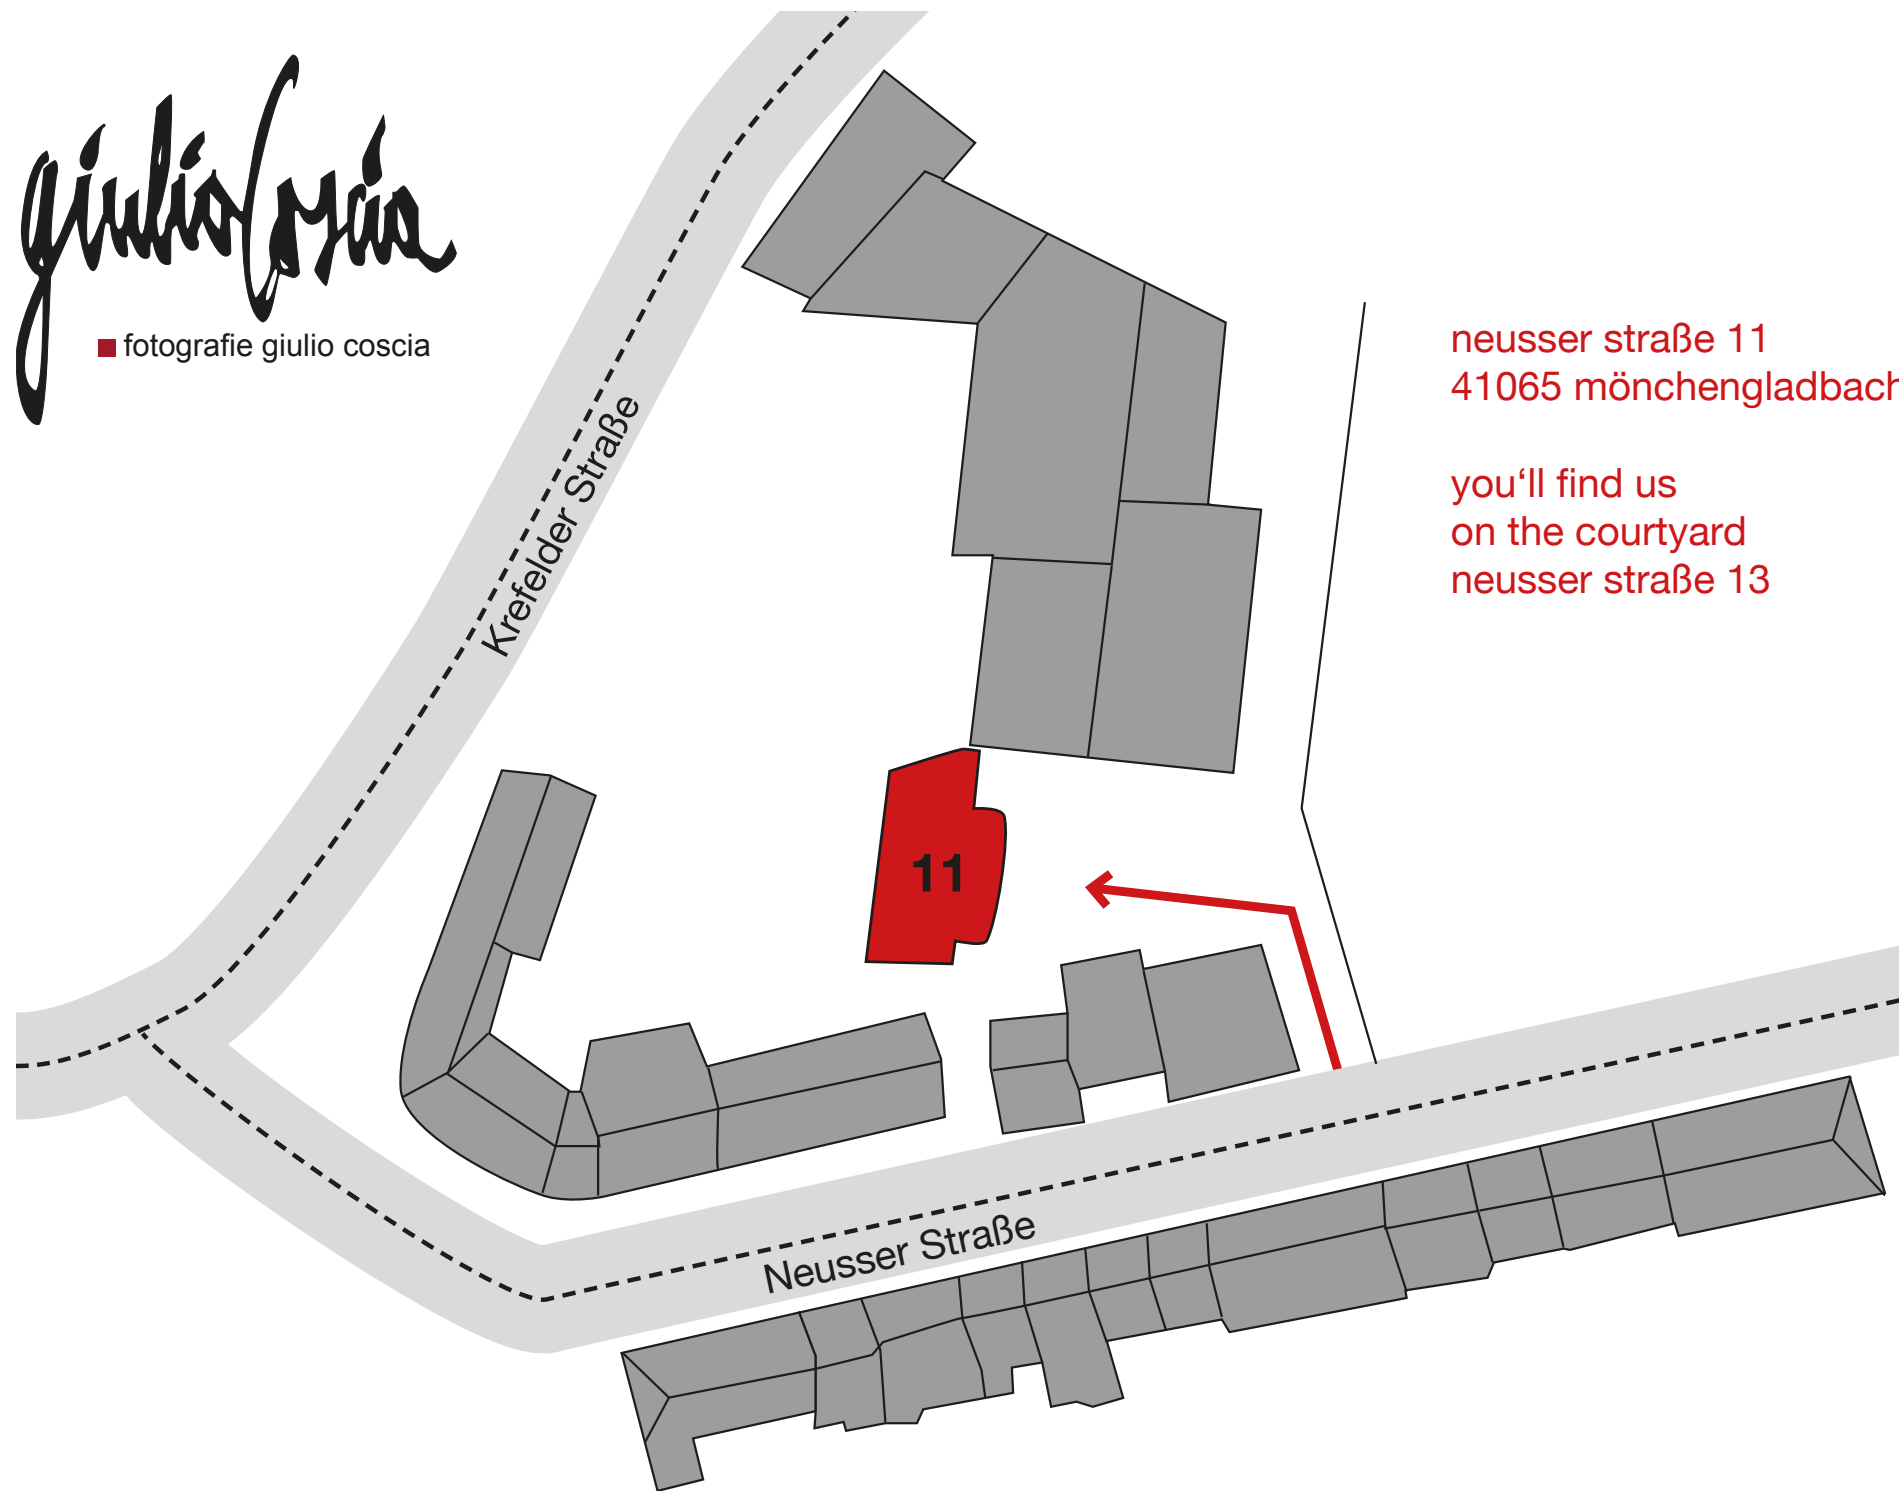 giulio Coscia
fotografie giulio coscia
neusser straße 11
41065 mönchengladbach
you‘ll find us
on the courtyard
neusser straße 13
Krefelder Straße
11
Neusser Straße